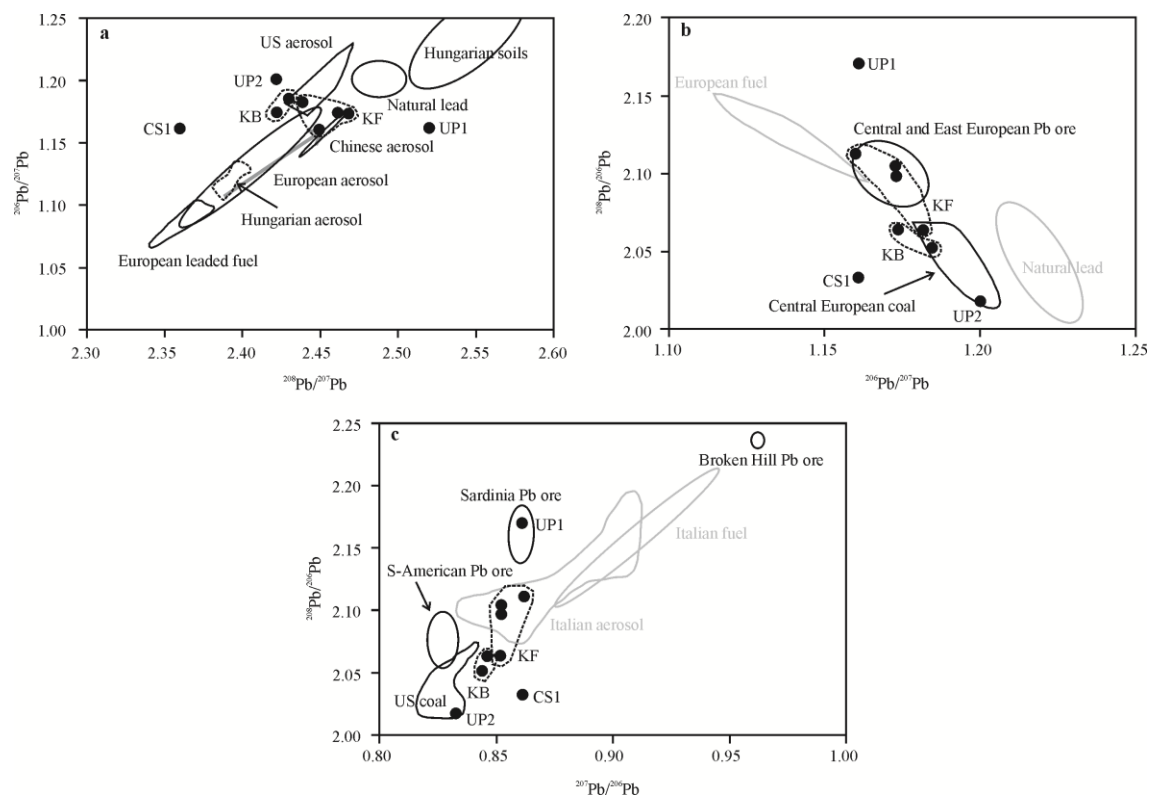 a
1.25
1.20
1.15
1.10
1.05
1.00
²⁰⁶Pb/²⁰⁷Pb
US aerosol
Hungarian soils
UP2
Natural lead
KB
KF
CS1
UP1
Chinese aerosol
European aerosol
Hungarian aerosol
European leaded fuel
2.30
2.35
2.40
2.45
2.50
2.55
2.60
²⁰⁸Pb/²⁰⁷Pb
b
2.20
2.15
2.10
2.05
2.00
²⁰⁸Pb/²⁰⁶Pb
UP1
European fuel
Central and East European Pb ore
KF
KB
CS1
Natural lead
Central European coal
UP2
1.10
1.15
1.20
1.25
²⁰⁶Pb/²⁰⁷Pb
c
2.25
2.20
2.15
2.10
2.05
2.00
²⁰⁸Pb/²⁰⁶Pb
Broken Hill Pb ore
Sardinia Pb ore
UP1
Italian fuel
S-American Pb ore
Italian aerosol
KF
KB
US coal
CS1
UP2
0.80
0.85
0.90
0.95
1.00
²⁰⁷Pb/²⁰⁶Pb